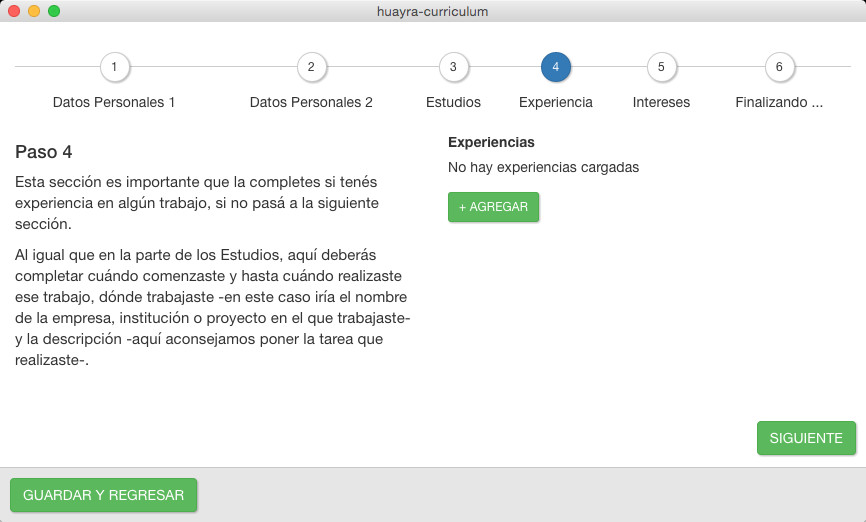 huayra-curriculum
1 2 3 4 5 6
Datos Personales 1 Datos Personales 2 Estudios Experiencia Intereses Finalizando ...
Paso 4
Esta sección es importante que la completes si tenés
experiencia en algún trabajo, si no pasá a la siguiente
sección.
Al igual que en la parte de los Estudios, aquí deberás
completar cuándo comenzaste y hasta cuándo realizaste
ese trabajo, dónde trabajaste -en este caso iría el nombre
de la empresa, institución o proyecto en el que trabajaste-
y la descripción -aquí aconsejamos poner la tarea que
realizaste-.
Experiencias
No hay experiencias cargadas
+ AGREGAR
SIGUIENTE
GUARDAR Y REGRESAR